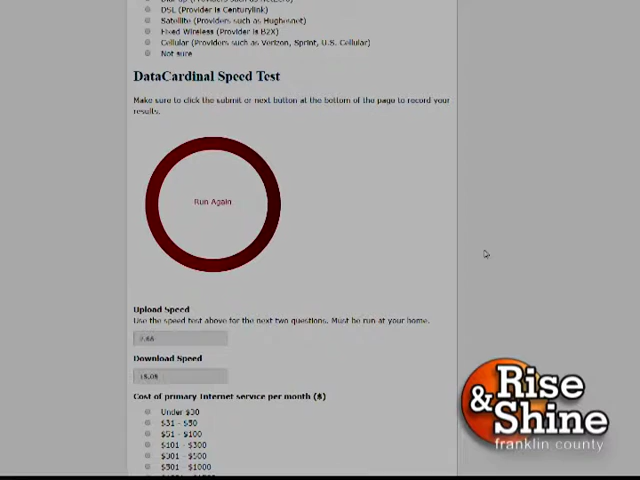 DSL (Provider is Centurylink)
Satellite (Providers such as Hughesnet)
Fixed Wireless (Provider is B2X)
Cellular (Providers such as Verizon, Sprint, U.S. Cellular)
Not sure
DataCardinal Speed Test
Make sure to click the submit or next button at the bottom of the page to record your
results.
Run Again
Upload Speed
Use the speed test above for the next two questions. Must be run at your home.
Download Speed
Cost of primary Internet service per month ($)
Under $30
$31 - $50
$51 - $100
$101 - $300
$301 - $500
$501 - $1000
Rise
& Shine
franklin county